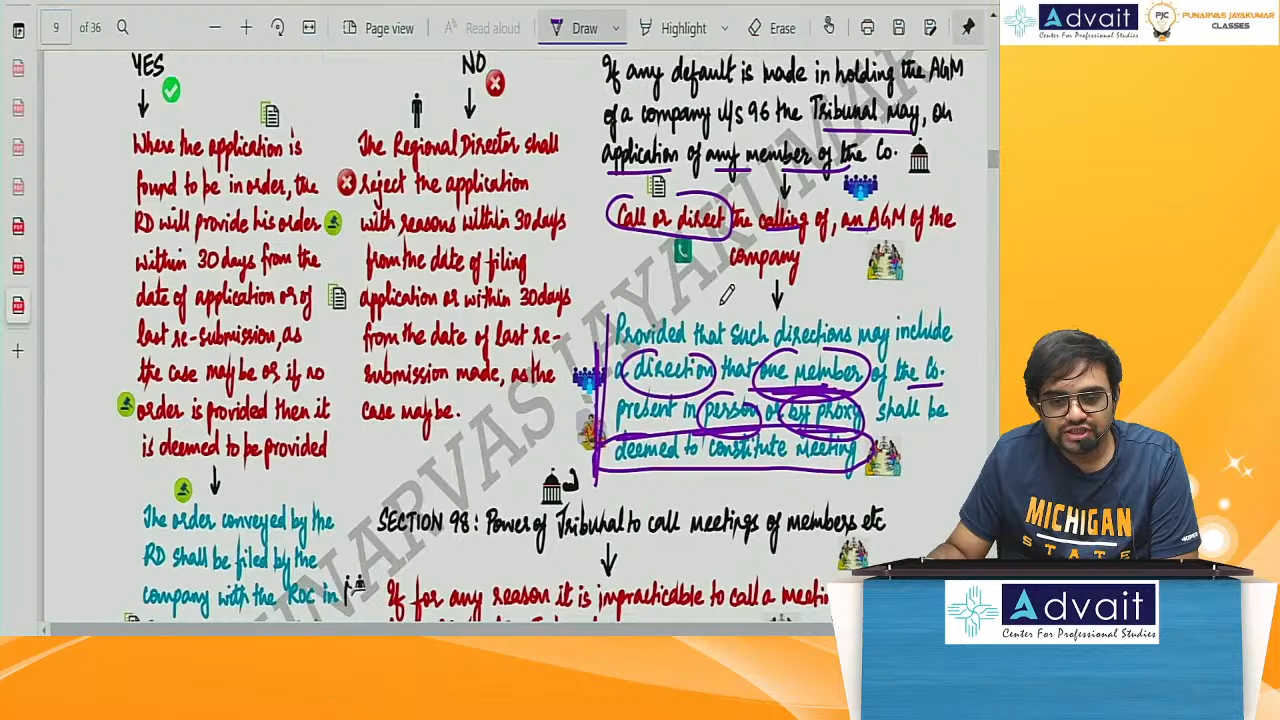 9 of 36
Page view
Read aloud
Draw
Highlight
Erase
YES
Where the application is
found to be in order, the
RD will provide his order
within 30 days from the
date of application or of
last re-submission, as
the case may be or if no
order is provided then it
is deemed to be provided
The order conveyed by the
RD shall be filed by the
company with the ROC in
NO
The Regional Director shall
reject the application
with reasons within 30 days
from the date of filing
application or within 30 days
from the date of last re-
submission made, as the
case may be.
If any default is made in holding the AGM
of a company u/s 96 the Tribunal may, on
application of any member of the Co.
Call or direct the calling of, an AGM of the
company
Provided that such directions may include
a direction that one member of the Co.
present in person or by proxy shall be
deemed to constitute meeting
SECTION 98: Power of Tribunal to call meetings of members etc
If for any reason it is impracticable to call a meetin
PUNARVAS JAYAKUMAR
Advait
Center For Professional Studies
PJC
PUNARVAS JAYAKUMAR
CLASSES
MICHIGAN
STATE
Advait
Center For Professional Studies